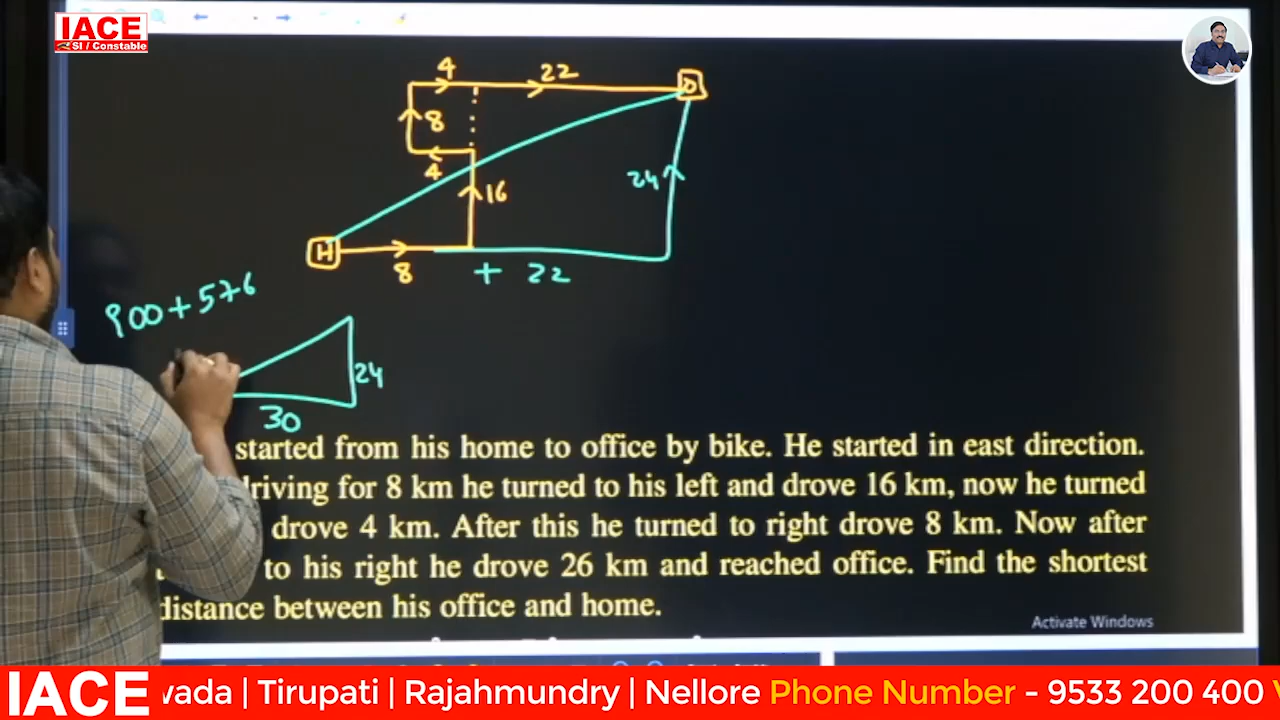 IACE
SI / Constable
4 22
8
4
16
24
H
O
8 + 22
900 + 576
24
30
started from his home to office by bike. He started in east direction.
driving for 8 km he turned to his left and drove 16 km, now he turned
drove 4 km. After this he turned to right drove 8 km. Now after
to his right he drove 26 km and reached office. Find the shortest
distance between his office and home.
Activate Windows
IACE vada | Tirupati | Rajahmundry | Nellore Phone Number - 9533 200 400